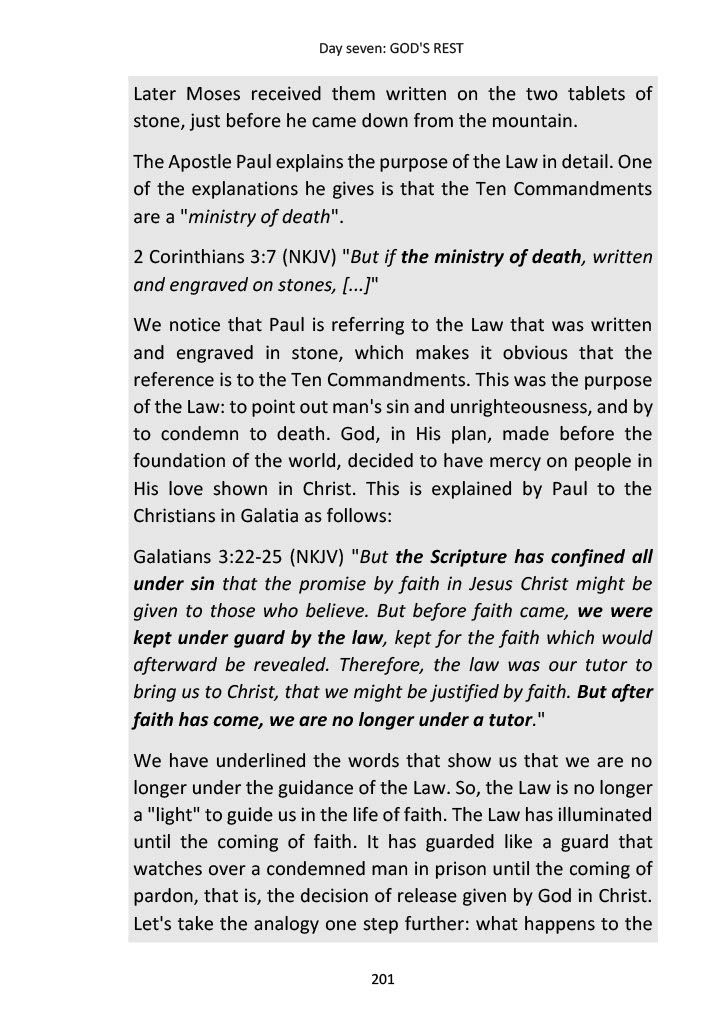 Day seven: GOD'S REST
Later Moses received them written on the two tablets of
stone, just before he came down from the mountain.
The Apostle Paul explains the purpose of the Law in detail. One
of the explanations he gives is that the Ten Commandments
are a "ministry of death".
2 Corinthians 3:7 (NKJV) "But if the ministry of death, written
and engraved on stones, [...]"
We notice that Paul is referring to the Law that was written
and engraved in stone, which makes it obvious that the
reference is to the Ten Commandments. This was the purpose
of the Law: to point out man's sin and unrighteousness, and by
to condemn to death. God, in His plan, made before the
foundation of the world, decided to have mercy on people in
His love shown in Christ. This is explained by Paul to the
Christians in Galatia as follows:
Galatians 3:22-25 (NKJV) "But the Scripture has confined all
under sin that the promise by faith in Jesus Christ might be
given to those who believe. But before faith came, we were
kept under guard by the law, kept for the faith which would
afterward be revealed. Therefore, the law was our tutor to
bring us to Christ, that we might be justified by faith. But after
faith has come, we are no longer under a tutor."
We have underlined the words that show us that we are no
longer under the guidance of the Law. So, the Law is no longer
a "light" to guide us in the life of faith. The Law has illuminated
until the coming of faith. It has guarded like a guard that
watches over a condemned man in prison until the coming of
pardon, that is, the decision of release given by God in Christ.
Let's take the analogy one step further: what happens to the
201